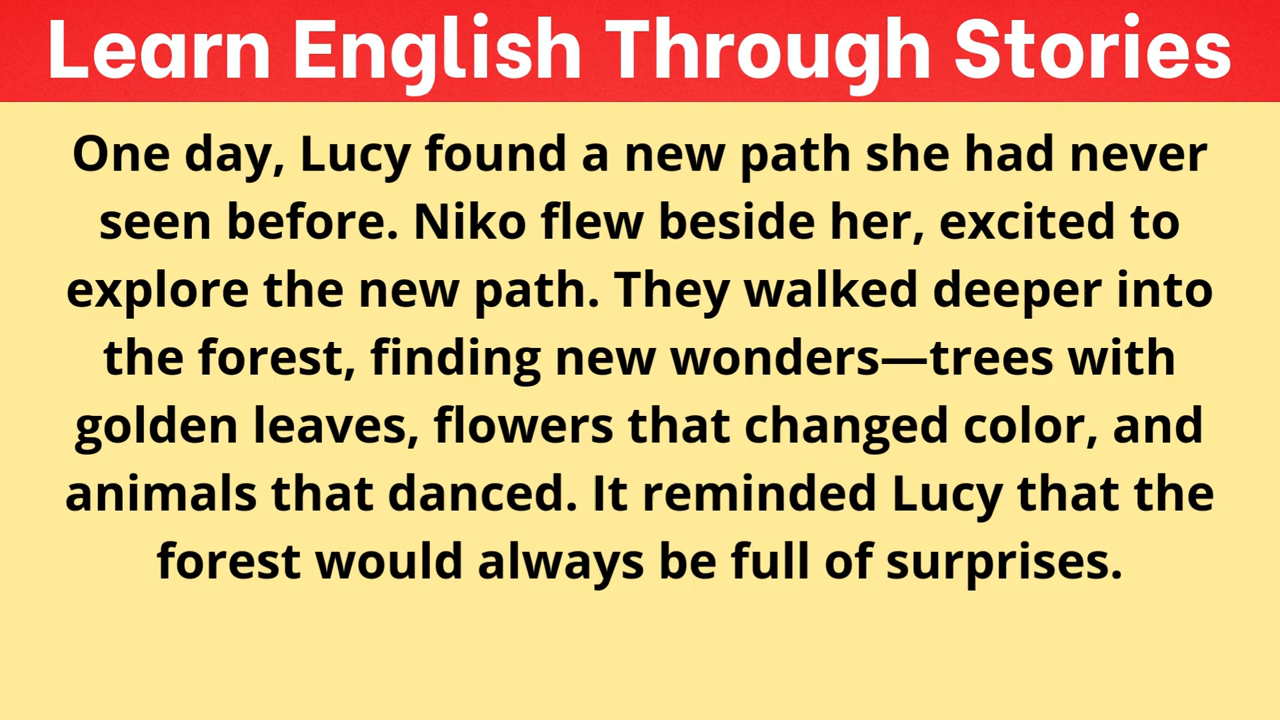 Learn English Through Stories
One day, Lucy found a new path she had never
seen before. Niko flew beside her, excited to
explore the new path. They walked deeper into
the forest, finding new wonders—trees with
golden leaves, flowers that changed color, and
animals that danced. It reminded Lucy that the
forest would always be full of surprises.